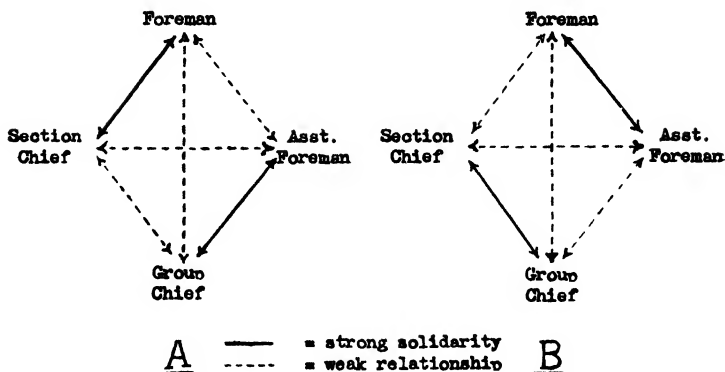 Foreman
Foreman
Section Chief
Asst. Foreman
Section Chief
Asst. Foreman
Group Chief
Group Chief
A
= strong solidarity
B
= weak relationship